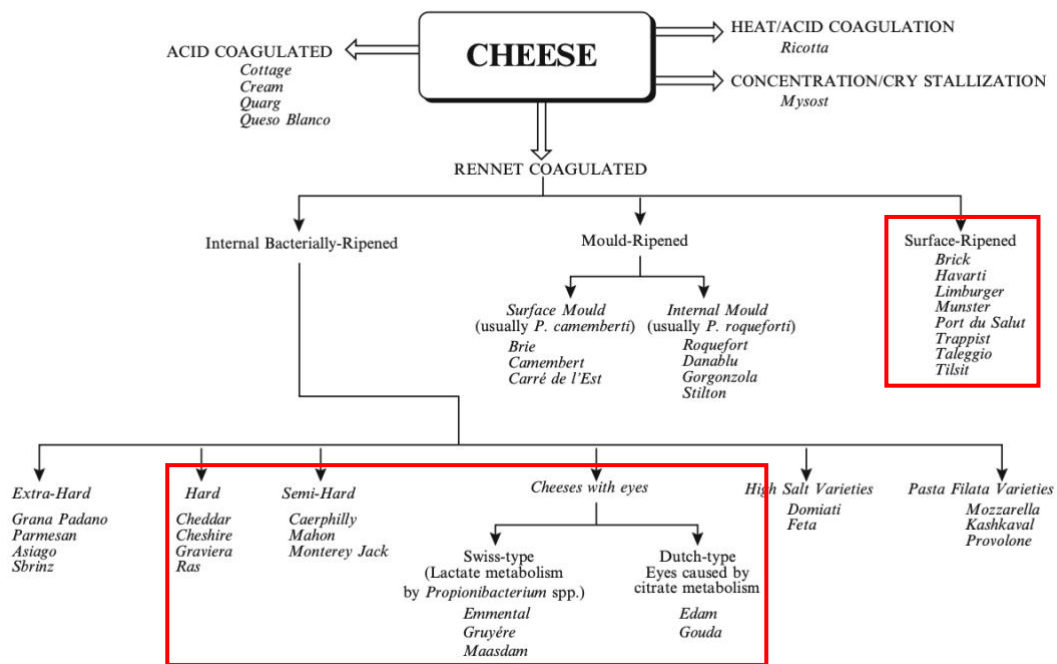 CHEESE
ACID COAGULATED
Cottage
Cream
Quarg
Queso Blanco
HEAT/ACID COAGULATION
Ricotta
CONCENTRATION/CRY STALLIZATION
Mysost
RENNET COAGULATED
Internal Bacterially-Ripened
Mould-Ripened
Surface Mould
(usually P. camemberti)
Brie
Camembert
Carré de l'Est
Internal Mould
(usually P. roqueforti)
Roquefort
Danablu
Gorgonzola
Stilton
Surface-Ripened
Brick
Havarti
Limburger
Munster
Port du Salut
Trappist
Taleggio
Tilsit
Extra-Hard
Grana Padano
Parmesan
Asiago
Sbrinz
Hard
Cheddar
Cheshire
Graviera
Ras
Semi-Hard
Caerphilly
Mahon
Monterey Jack
Cheeses with eyes
Swiss-type
(Lactate metabolism
by Propionibacterium spp.)
Emmental
Gruyére
Maasdam
Dutch-type
Eyes caused by
citrate metabolism
Edam
Gouda
High Salt Varieties
Domiati
Feta
Pasta Filata Varieties
Mozzarella
Kashkaval
Provolone